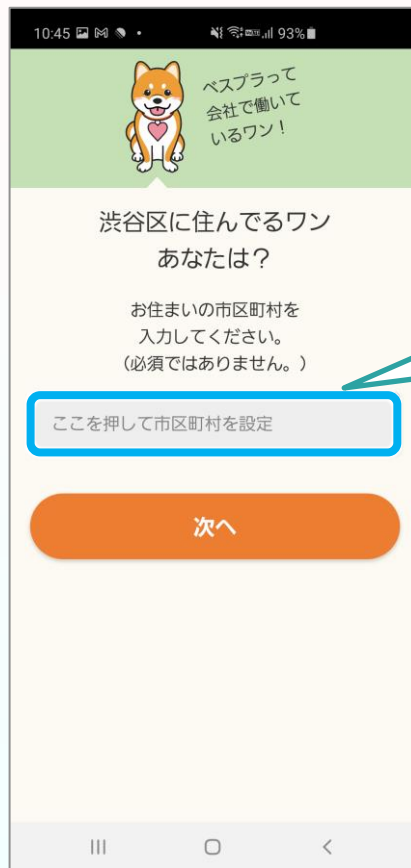 10:45 93%
ベスプラって
会社で働いて
いるワン！
渋谷区に住んでるワン
あなたは？
お住まいの市区町村を
入力してください。
（必須ではありません。）
ここを押して市区町村を設定
次へ